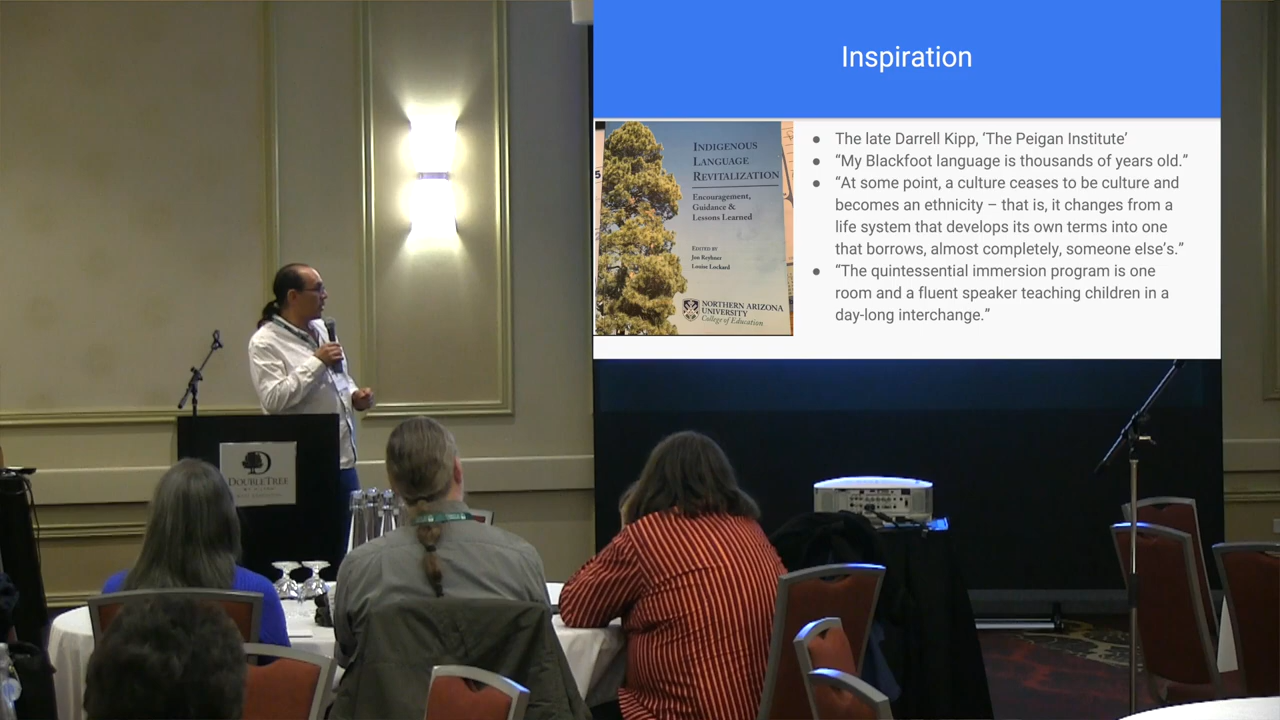 Inspiration
INDIGENOUS
LANGUAGE
REVITALIZATION
Encouragement,
Guidance &
Lessons Learned
EDITED BY
Jon Reyhner
Louise Lockard
NORTHERN ARIZONA
UNIVERSITY
College of Education
5
● The late Darrell Kipp, ‘The Peigan Institute’
● “My Blackfoot language is thousands of years old.”
● “At some point, a culture ceases to be culture and
becomes an ethnicity – that is, it changes from a
life system that develops its own terms into one
that borrows, almost completely, someone else’s.”
● “The quintessential immersion program is one
room and a fluent speaker teaching children in a
day-long interchange.”
D
DOUBLETREE